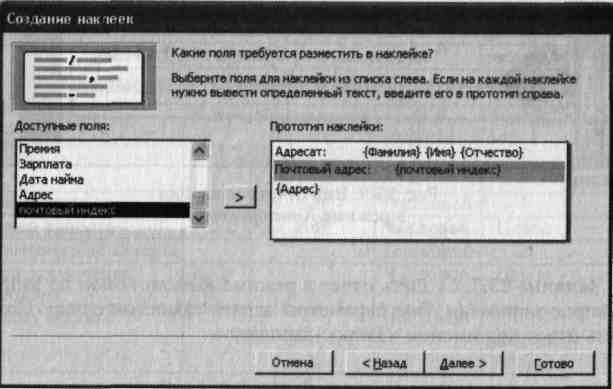 Создание наклеек
Какие поля требуется разместить в наклейке?
Выберите поля для наклейки из списка слева. Если на каждой наклейке
нужно вывести определенный текст, введите его в прототип справа.
Доступные поля:
Прототип наклейки:
Премия
Зарплата
Дата найма
Адрес
почтовый индекс
>
Адресат: {Фамилия} {Имя} {Отчество}
Почтовый адрес: {почтовый индекс}
{Адрес}
Отмена
< Назад
Далее >
Готово